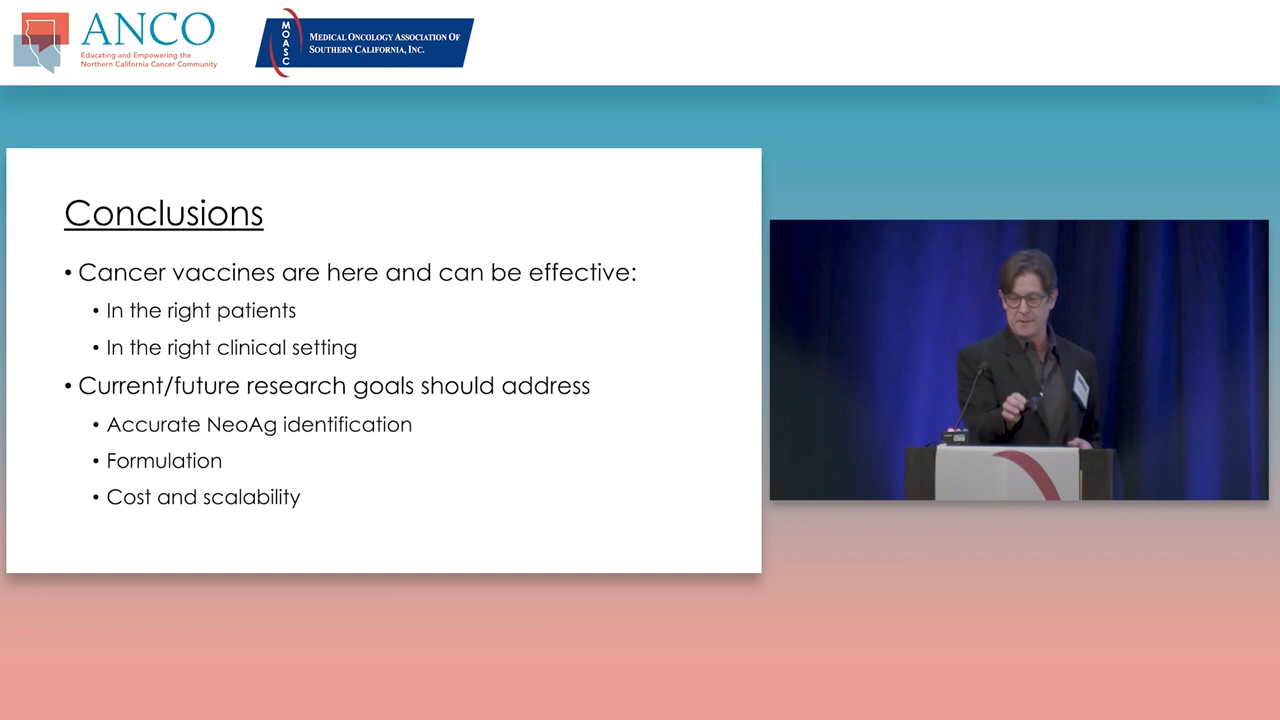 ANCO
Educating and Empowering the
Northern California Cancer Community
MOASC
MEDICAL ONCOLOGY ASSOCIATION OF
SOUTHERN CALIFORNIA, INC.
Conclusions
• Cancer vaccines are here and can be effective:
• In the right patients
• In the right clinical setting
• Current/future research goals should address
• Accurate NeoAg identification
• Formulation
• Cost and scalability